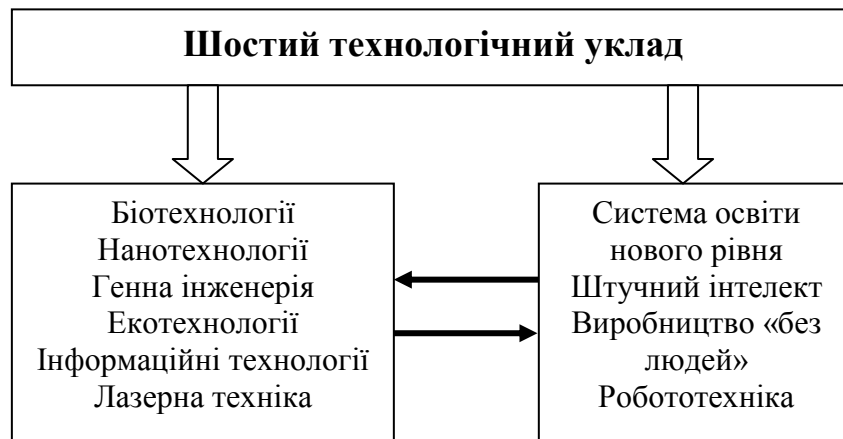 Шостий технологічний уклад
Біотехнології
Нанотехнології
Генна інженерія
Екотехнології
Інформаційні технології
Лазерна техніка
Система освіти
нового рівня
Штучний інтелект
Виробництво «без
людей»
Робототехніка